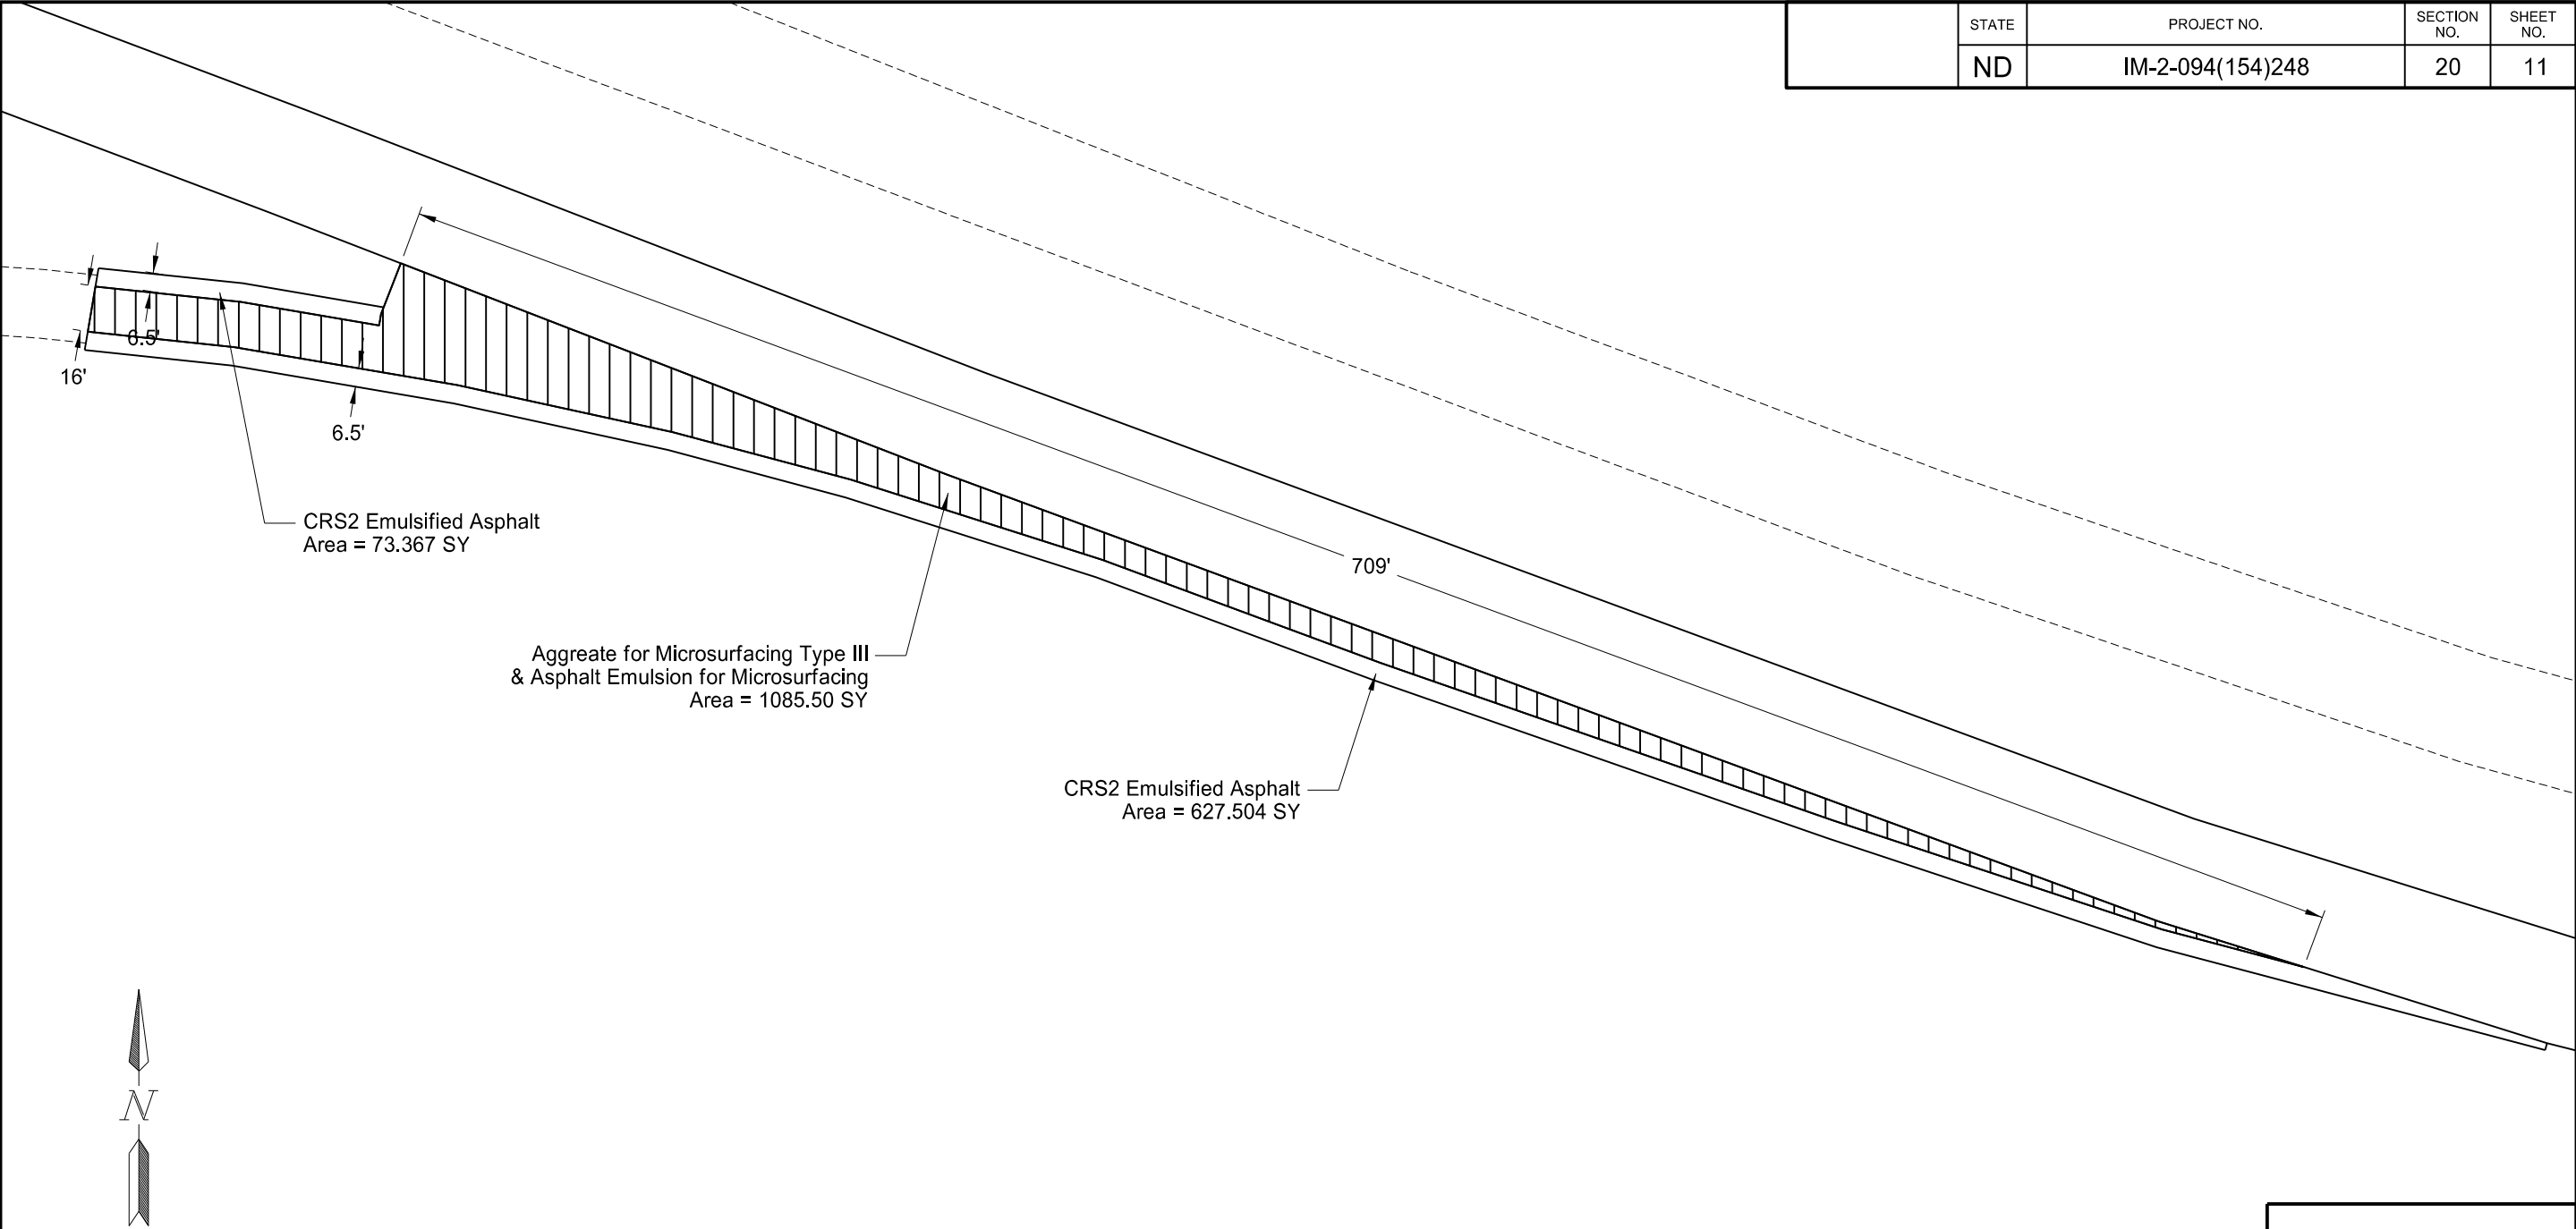 STATE
PROJECT NO.
SECTION NO.
SHEET NO.
ND
IM-2-094(154)248
20
11
6.5'
16'
6.5'
CRS2 Emulsified Asphalt
Area = 73.367 SY
709'
Aggreate for Microsurfacing Type III
& Asphalt Emulsion for Microsurfacing
Area = 1085.50 SY
CRS2 Emulsified Asphalt
Area = 627.504 SY
N